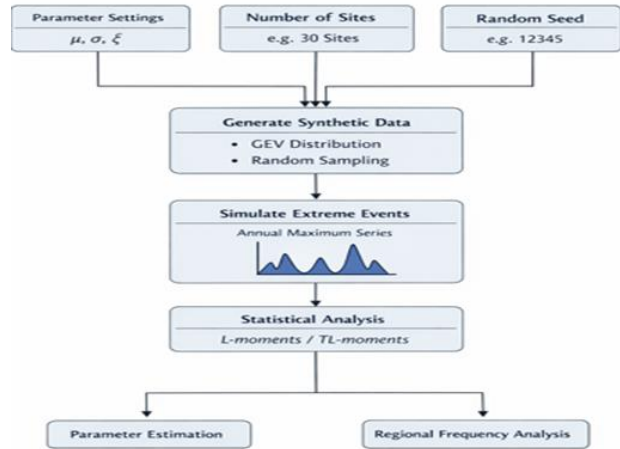 Parameter Settings
μ, σ, ξ
Number of Sites
e.g. 30 Sites
Random Seed
e.g. 12345
Generate Synthetic Data
• GEV Distribution
• Random Sampling
Simulate Extreme Events
Annual Maximum Series
Statistical Analysis
L-moments / TL-moments
Parameter Estimation
Regional Frequency Analysis